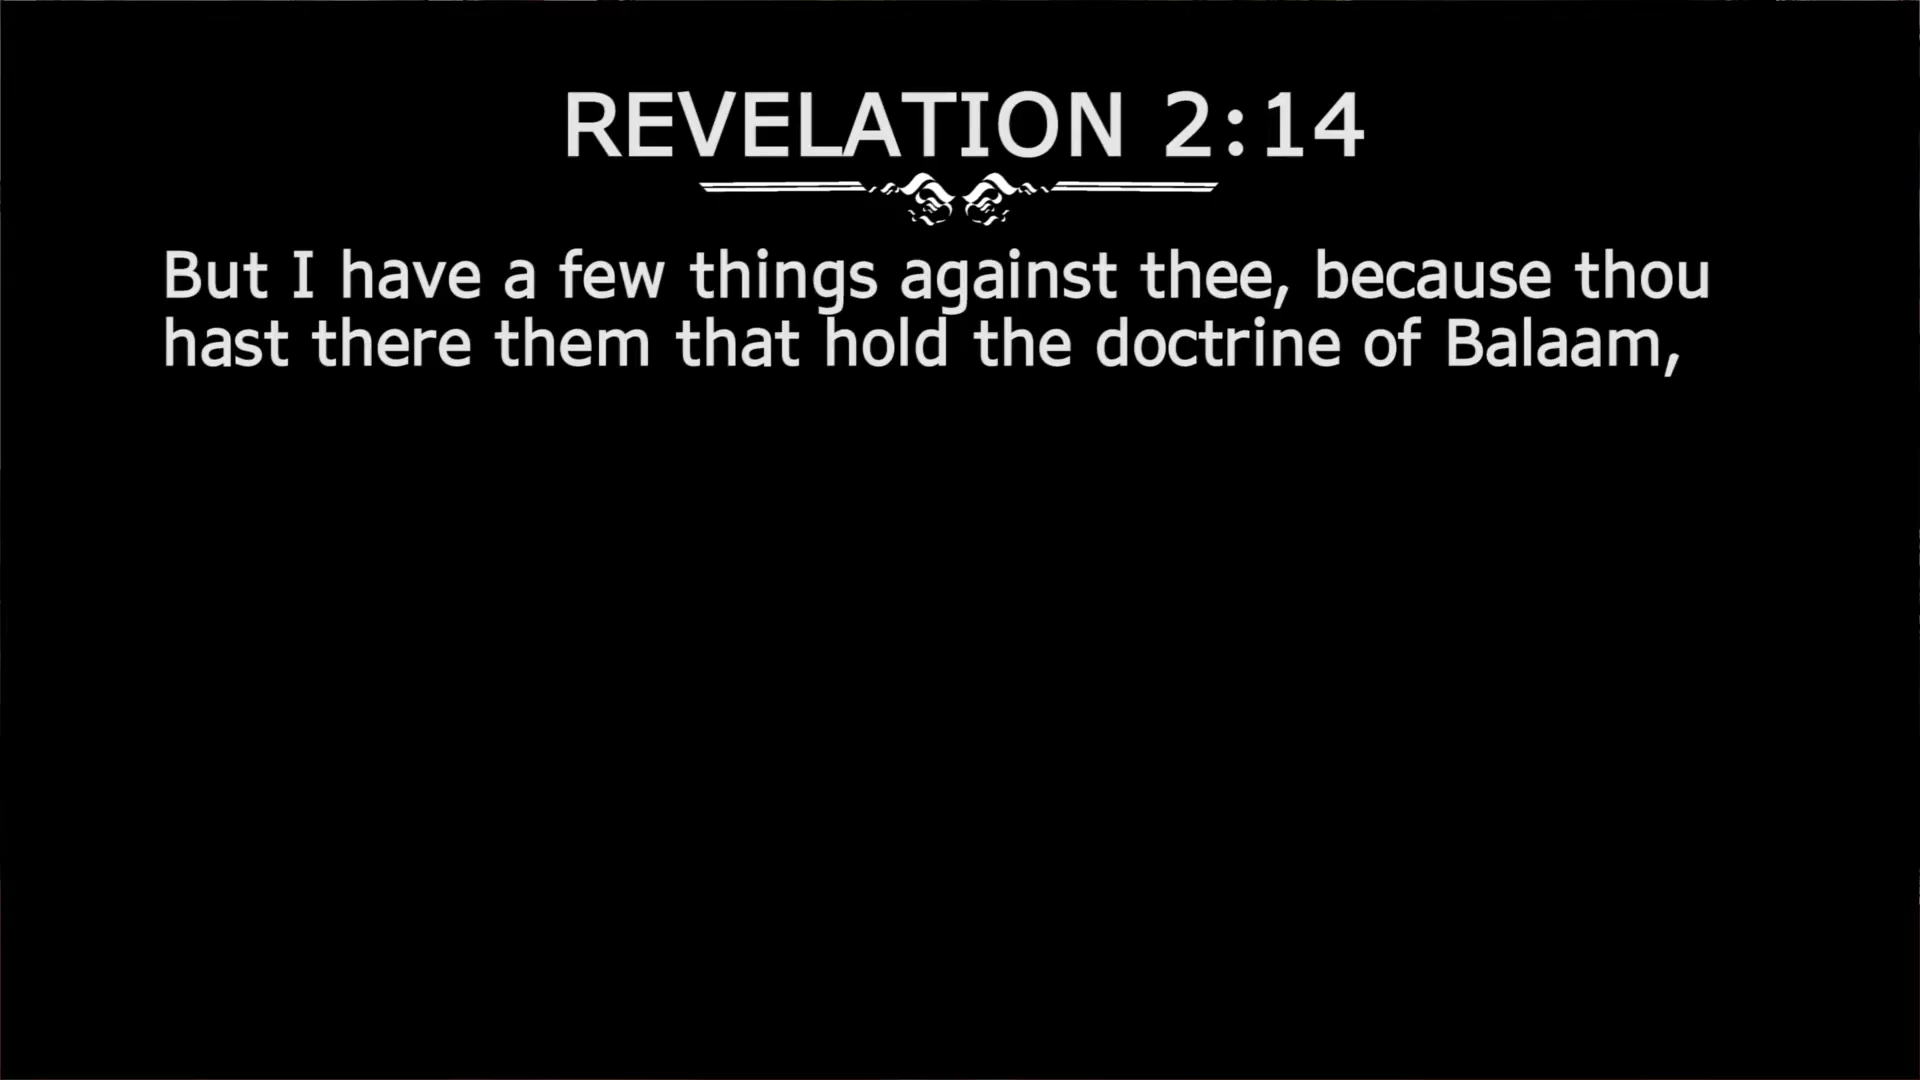 REVELATION 2:14
But I have a few things against thee, because thou
hast there them that hold the doctrine of Balaam,